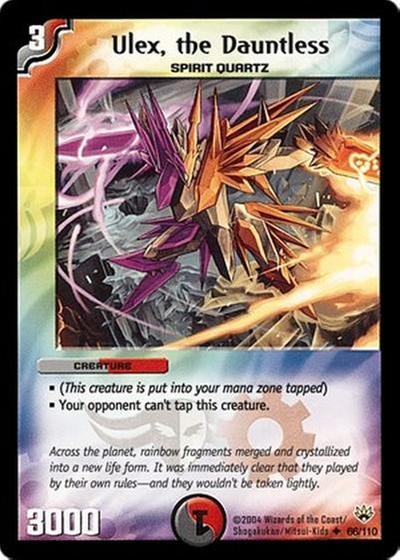 3
Ulex, the Dauntless
SPIRIT QUARTZ
CREATURE
▪ (This creature is put into your mana zone tapped)
▪ Your opponent can't tap this creature.
Across the planet, rainbow fragments merged and crystallized
into a new life form. It was immediately clear that they played
by their own rules—and they wouldn't be taken lightly.
3000
1
©2004 Wizards of the Coast/
Shogakukan/Mitsui-Kids ♦ 66/110